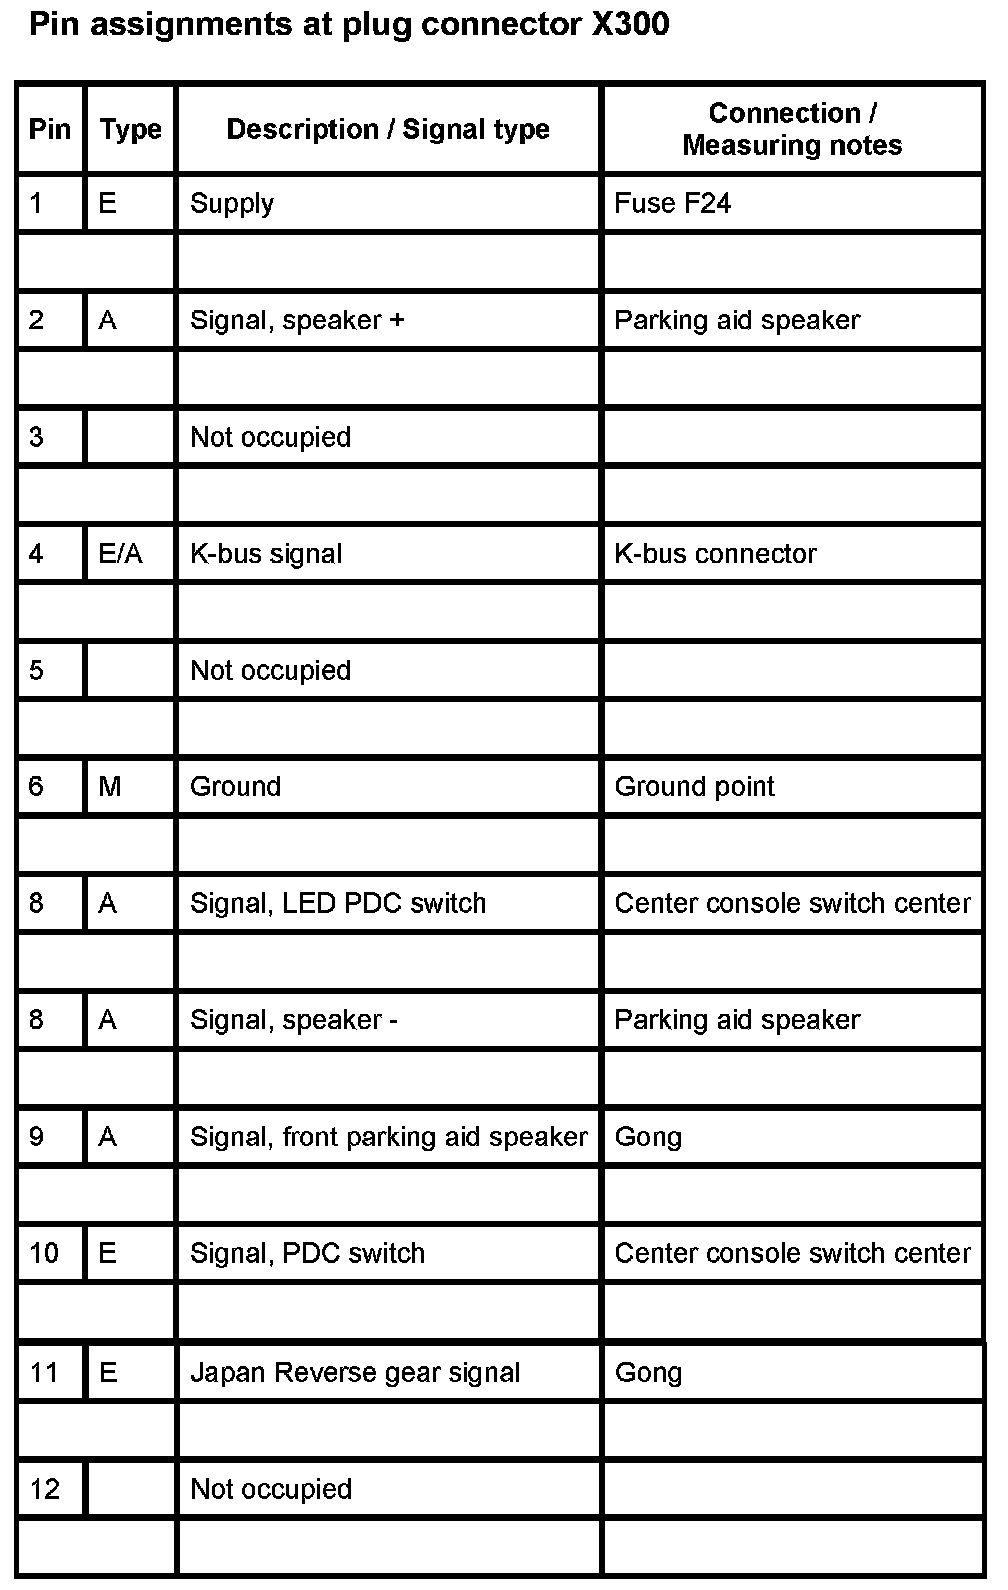 Pin assignments at plug connector X300
Pin Type Description / Signal type Connection / Measuring notes
1 E Supply Fuse F24
2 A Signal, speaker + Parking aid speaker
3 Not occupied
4 E/A K-bus signal K-bus connector
5 Not occupied
6 M Ground Ground point
8 A Signal, LED PDC switch Center console switch center
8 A Signal, speaker - Parking aid speaker
9 A Signal, front parking aid speaker Gong
10 E Signal, PDC switch Center console switch center
11 E Japan Reverse gear signal Gong
12 Not occupied